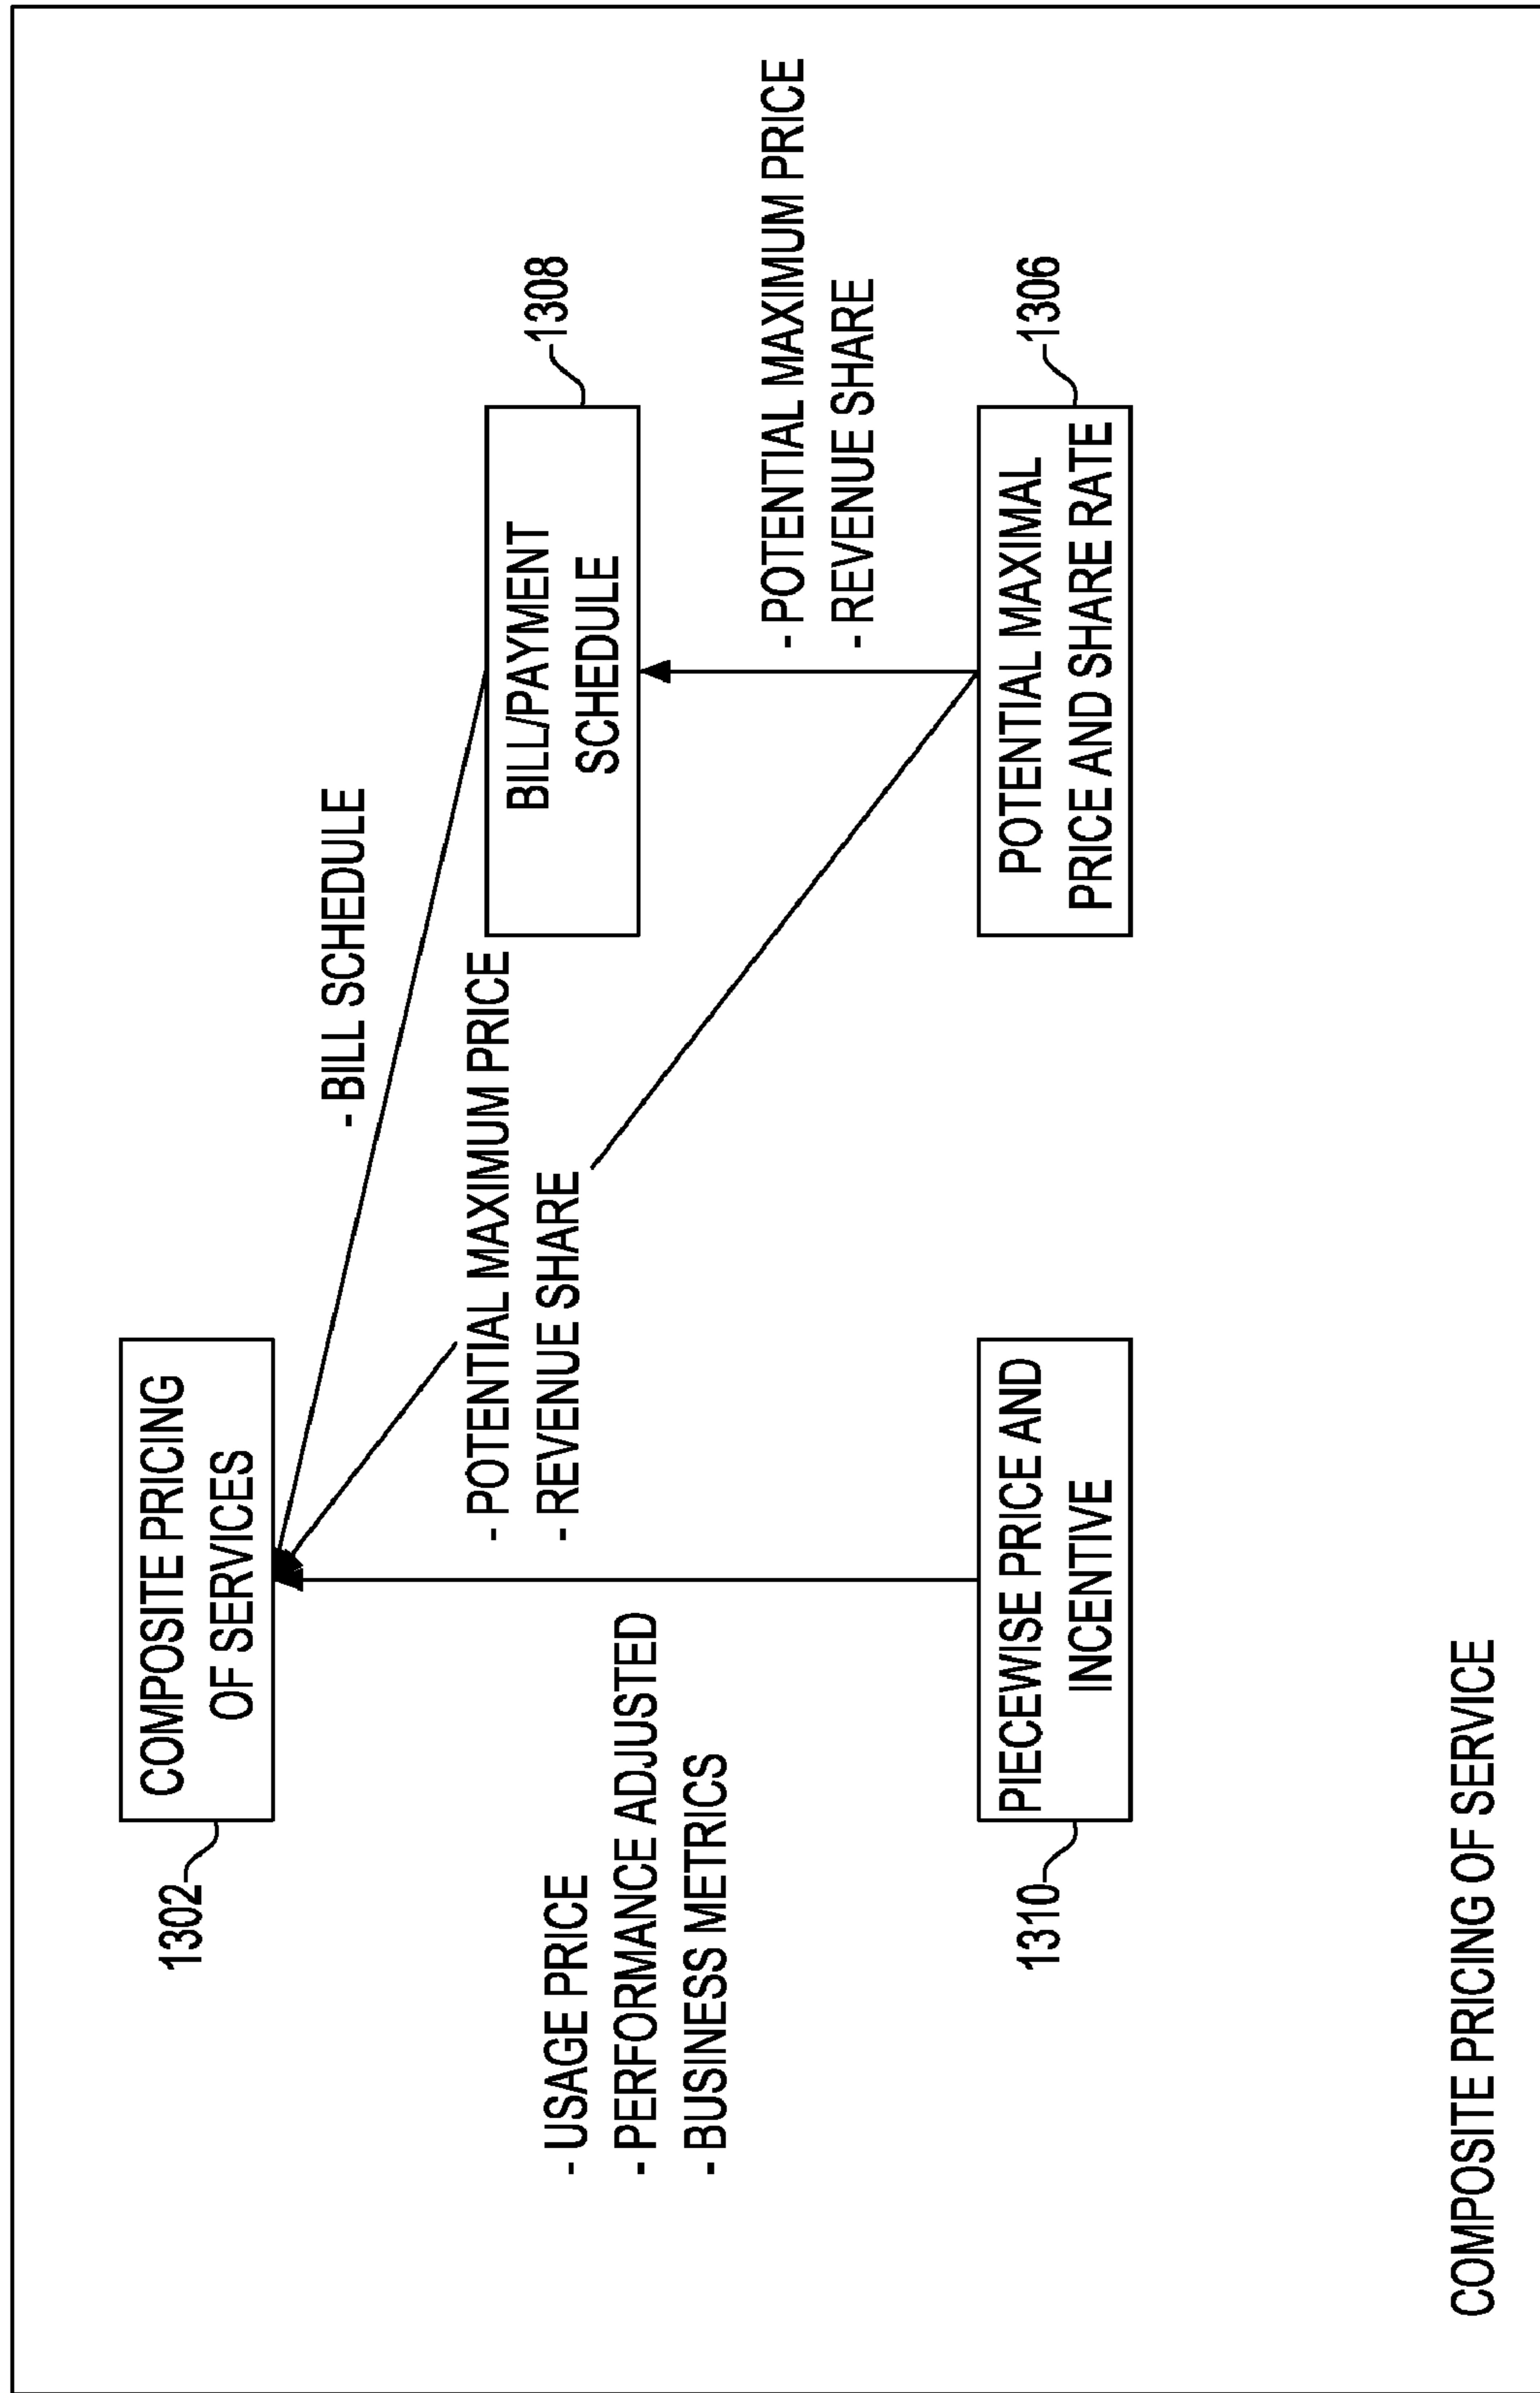 COMPOSITE PRICING
OF SERVICES
1302
- BILL SCHEDULE
- POTENTIAL MAXIMUM PRICE
- REVENUE SHARE
BILL/PAYMENT
SCHEDULE
1308
- USAGE PRICE
- PERFORMANCE ADJUSTED
- BUSINESS METRICS
- POTENTIAL MAXIMUM PRICE
- REVENUE SHARE
1310
PIECEWISE PRICE AND
INCENTIVE
POTENTIAL MAXIMAL
PRICE AND SHARE RATE
1306
COMPOSITE PRICING OF SERVICE